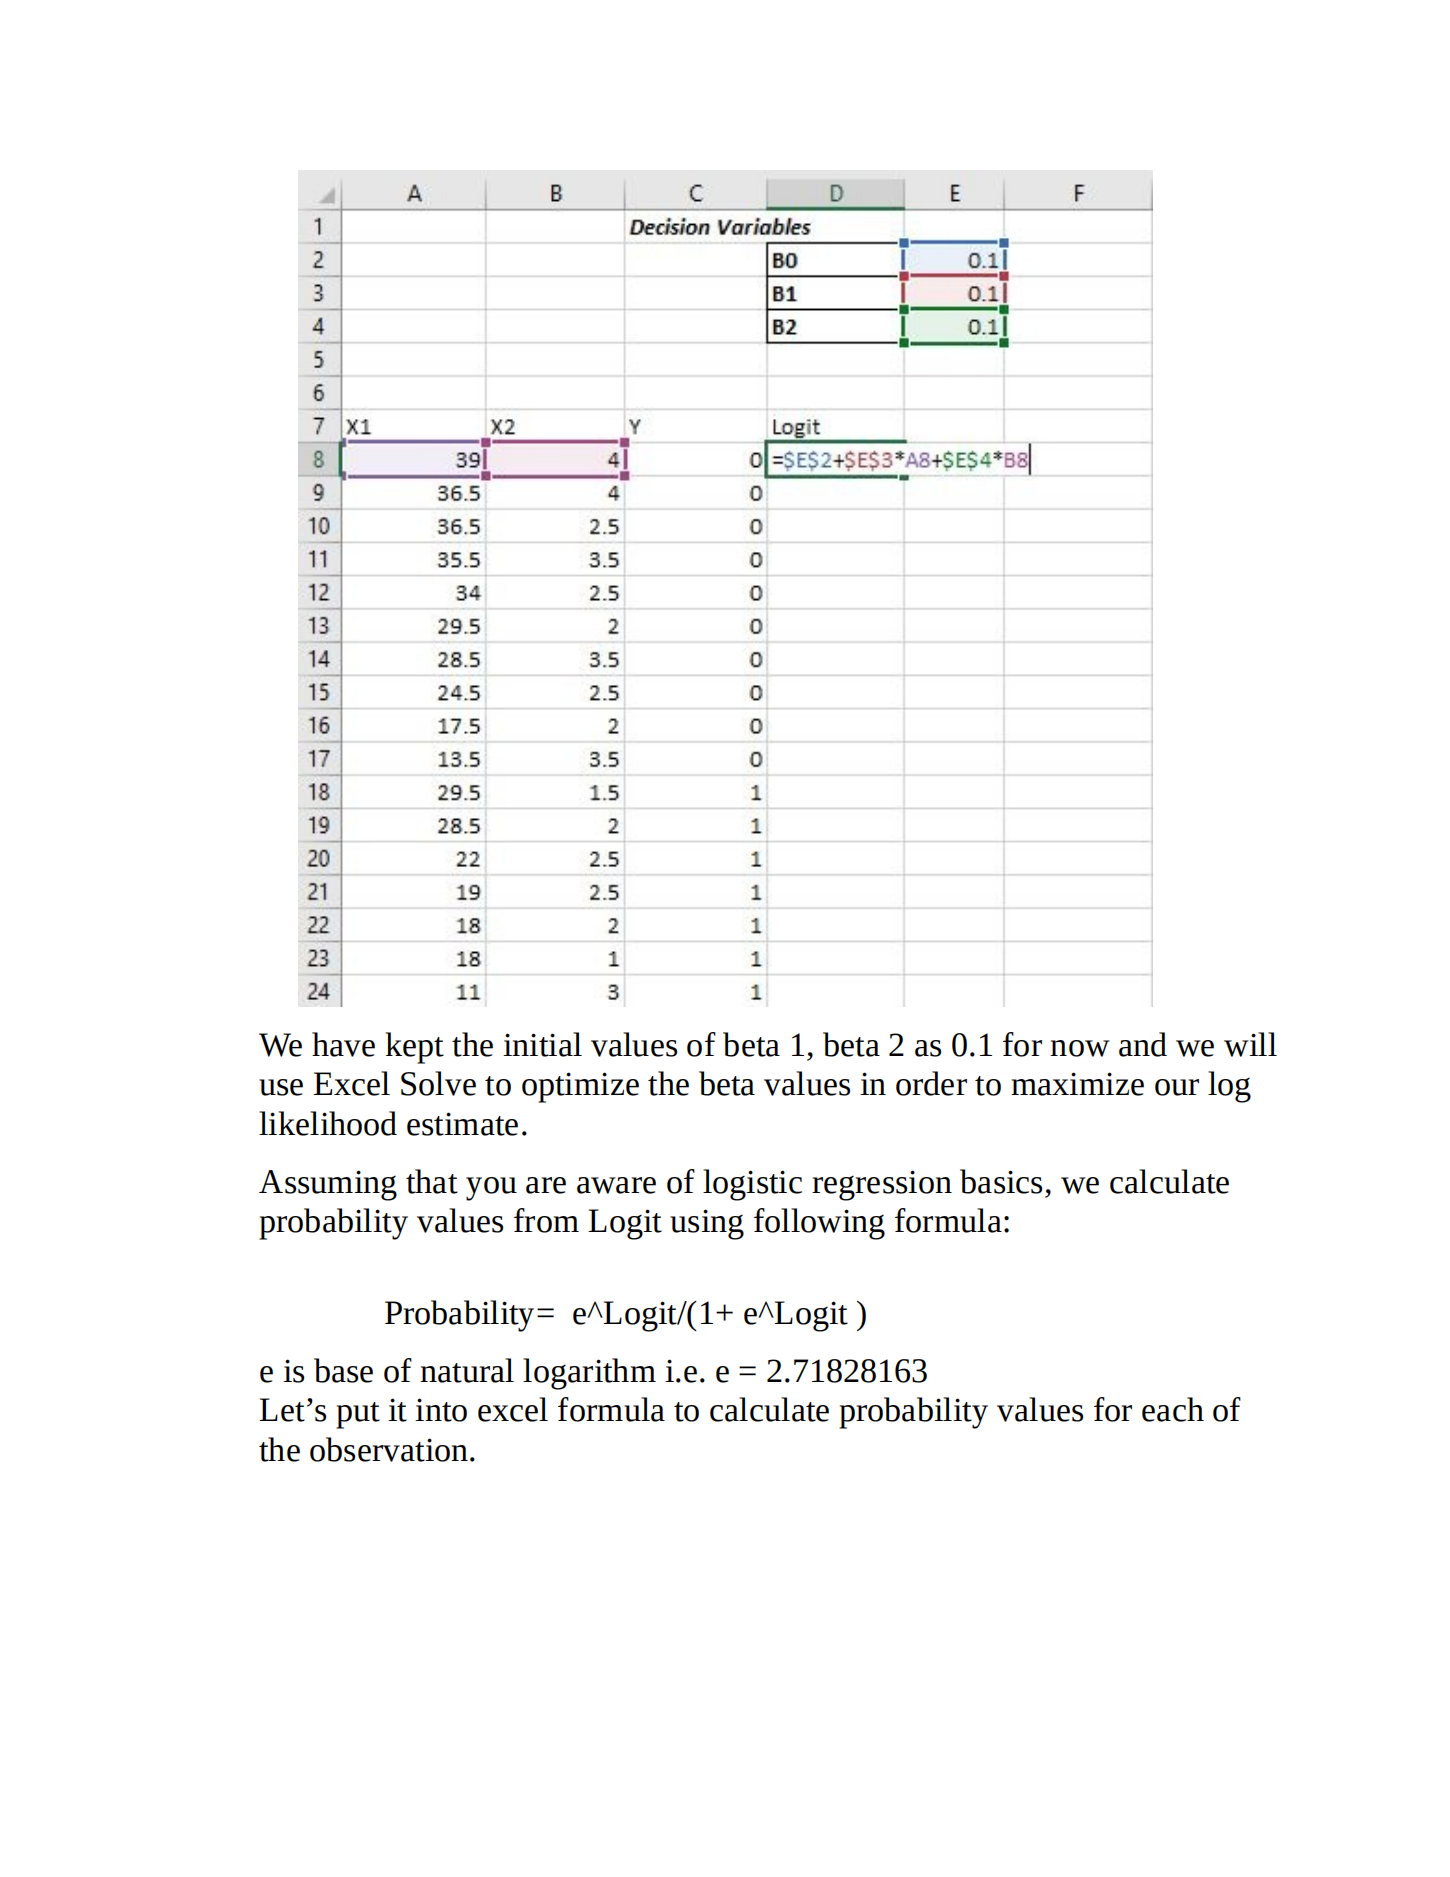 A B C D E F
1 Decision Variables
2 B0 0.1
3 B1 0.1
4 B2 0.1
5
6
7 X1 X2 Y Logit
8 39 4 0 =$E$2+$E$3*A8+$E$4*B8
9 36.5 4 0
10 36.5 2.5 0
11 35.5 3.5 0
12 34 2.5 0
13 29.5 2 0
14 28.5 3.5 0
15 24.5 2.5 0
16 17.5 2 0
17 13.5 3.5 0
18 29.5 1.5 1
19 28.5 2 1
20 22 2.5 1
21 19 2.5 1
22 18 2 1
23 18 1 1
24 11 3 1
We have kept the initial values of beta 1, beta 2 as 0.1 for now and we will
use Excel Solve to optimize the beta values in order to maximize our log
likelihood estimate.
Assuming that you are aware of logistic regression basics, we calculate
probability values from Logit using following formula:
Probability= e^Logit/(1+ e^Logit )
e is base of natural logarithm i.e. e = 2.71828163
Let’s put it into excel formula to calculate probability values for each of
the observation.